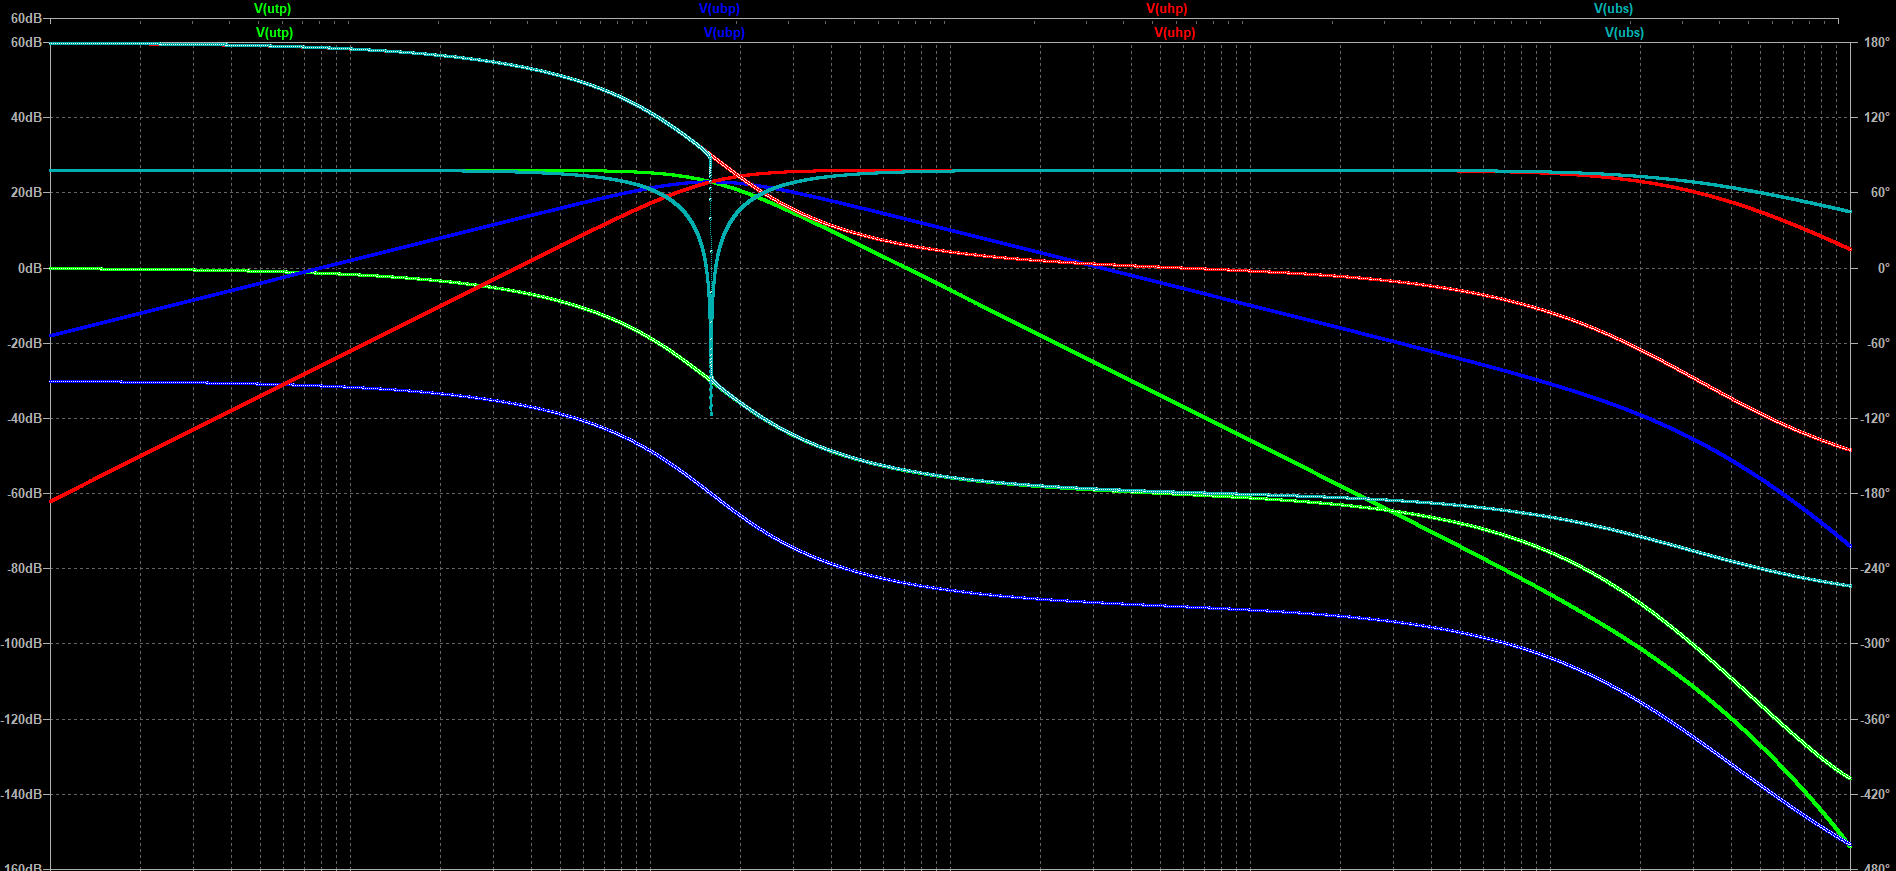 V(utp) V(ubp) V(uhp) V(ubs)
60dB
V(utp) V(ubp) V(uhp) V(ubs)
60dB 180°
40dB 120°
20dB 60°
0dB 0°
-20dB -60°
-40dB -120°
-60dB -180°
-80dB -240°
-100dB -300°
-120dB -360°
-140dB -420°
160dB 480°